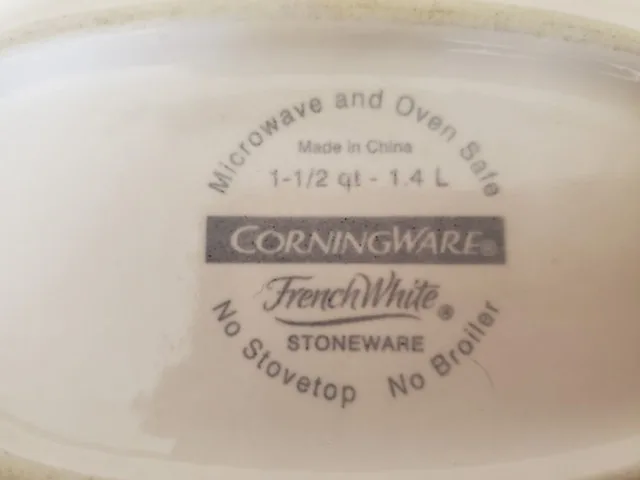 Microwave and Oven Safe
Made in China
1-1/2 qt - 1.4 L
CORNINGWARE®
French White®
STONEWARE
No Stovetop No Broiler